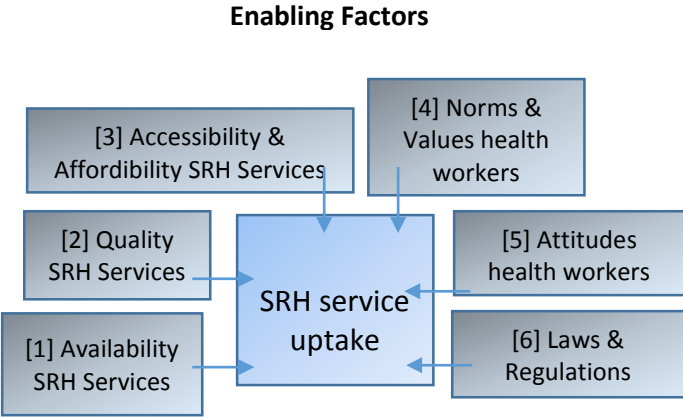 Enabling Factors
[3] Accessibility &
Affordibility SRH Services
[4] Norms &
Values health
workers
[2] Quality
SRH Services
[5] Attitudes
health workers
SRH service
uptake
[1] Availability
SRH Services
[6] Laws &
Regulations